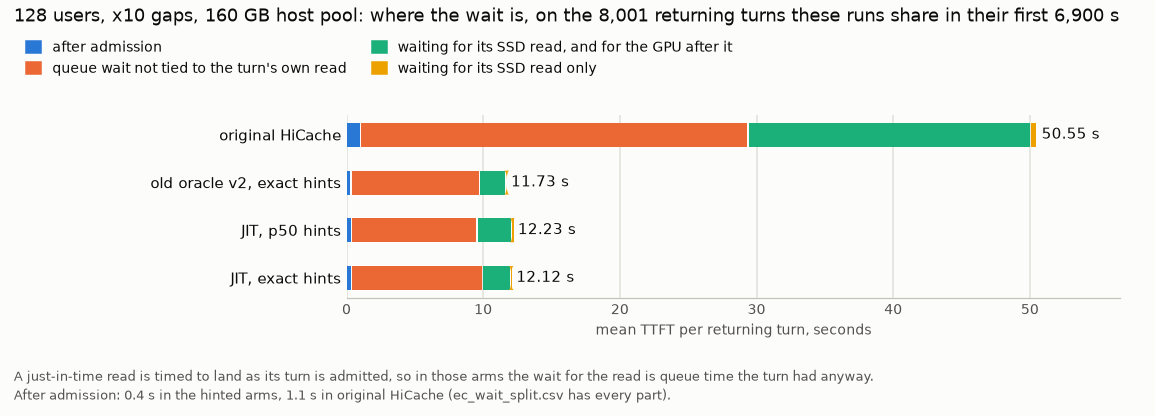 128 users, x10 gaps, 160 GB host pool: where the wait is, on the 8,001 returning turns these runs share in their first 6,900 s
after admission
queue wait not tied to the turn's own read
waiting for its SSD read, and for the GPU after it
waiting for its SSD read only
original HiCache
50.55 s
old oracle v2, exact hints
11.73 s
JIT, p50 hints
12.23 s
JIT, exact hints
12.12 s
0 10 20 30 40 50
mean TTFT per returning turn, seconds
A just-in-time read is timed to land as its turn is admitted, so in those arms the wait for the read is queue time the turn had anyway.
After admission: 0.4 s in the hinted arms, 1.1 s in original HiCache (ec_wait_split.csv has every part).